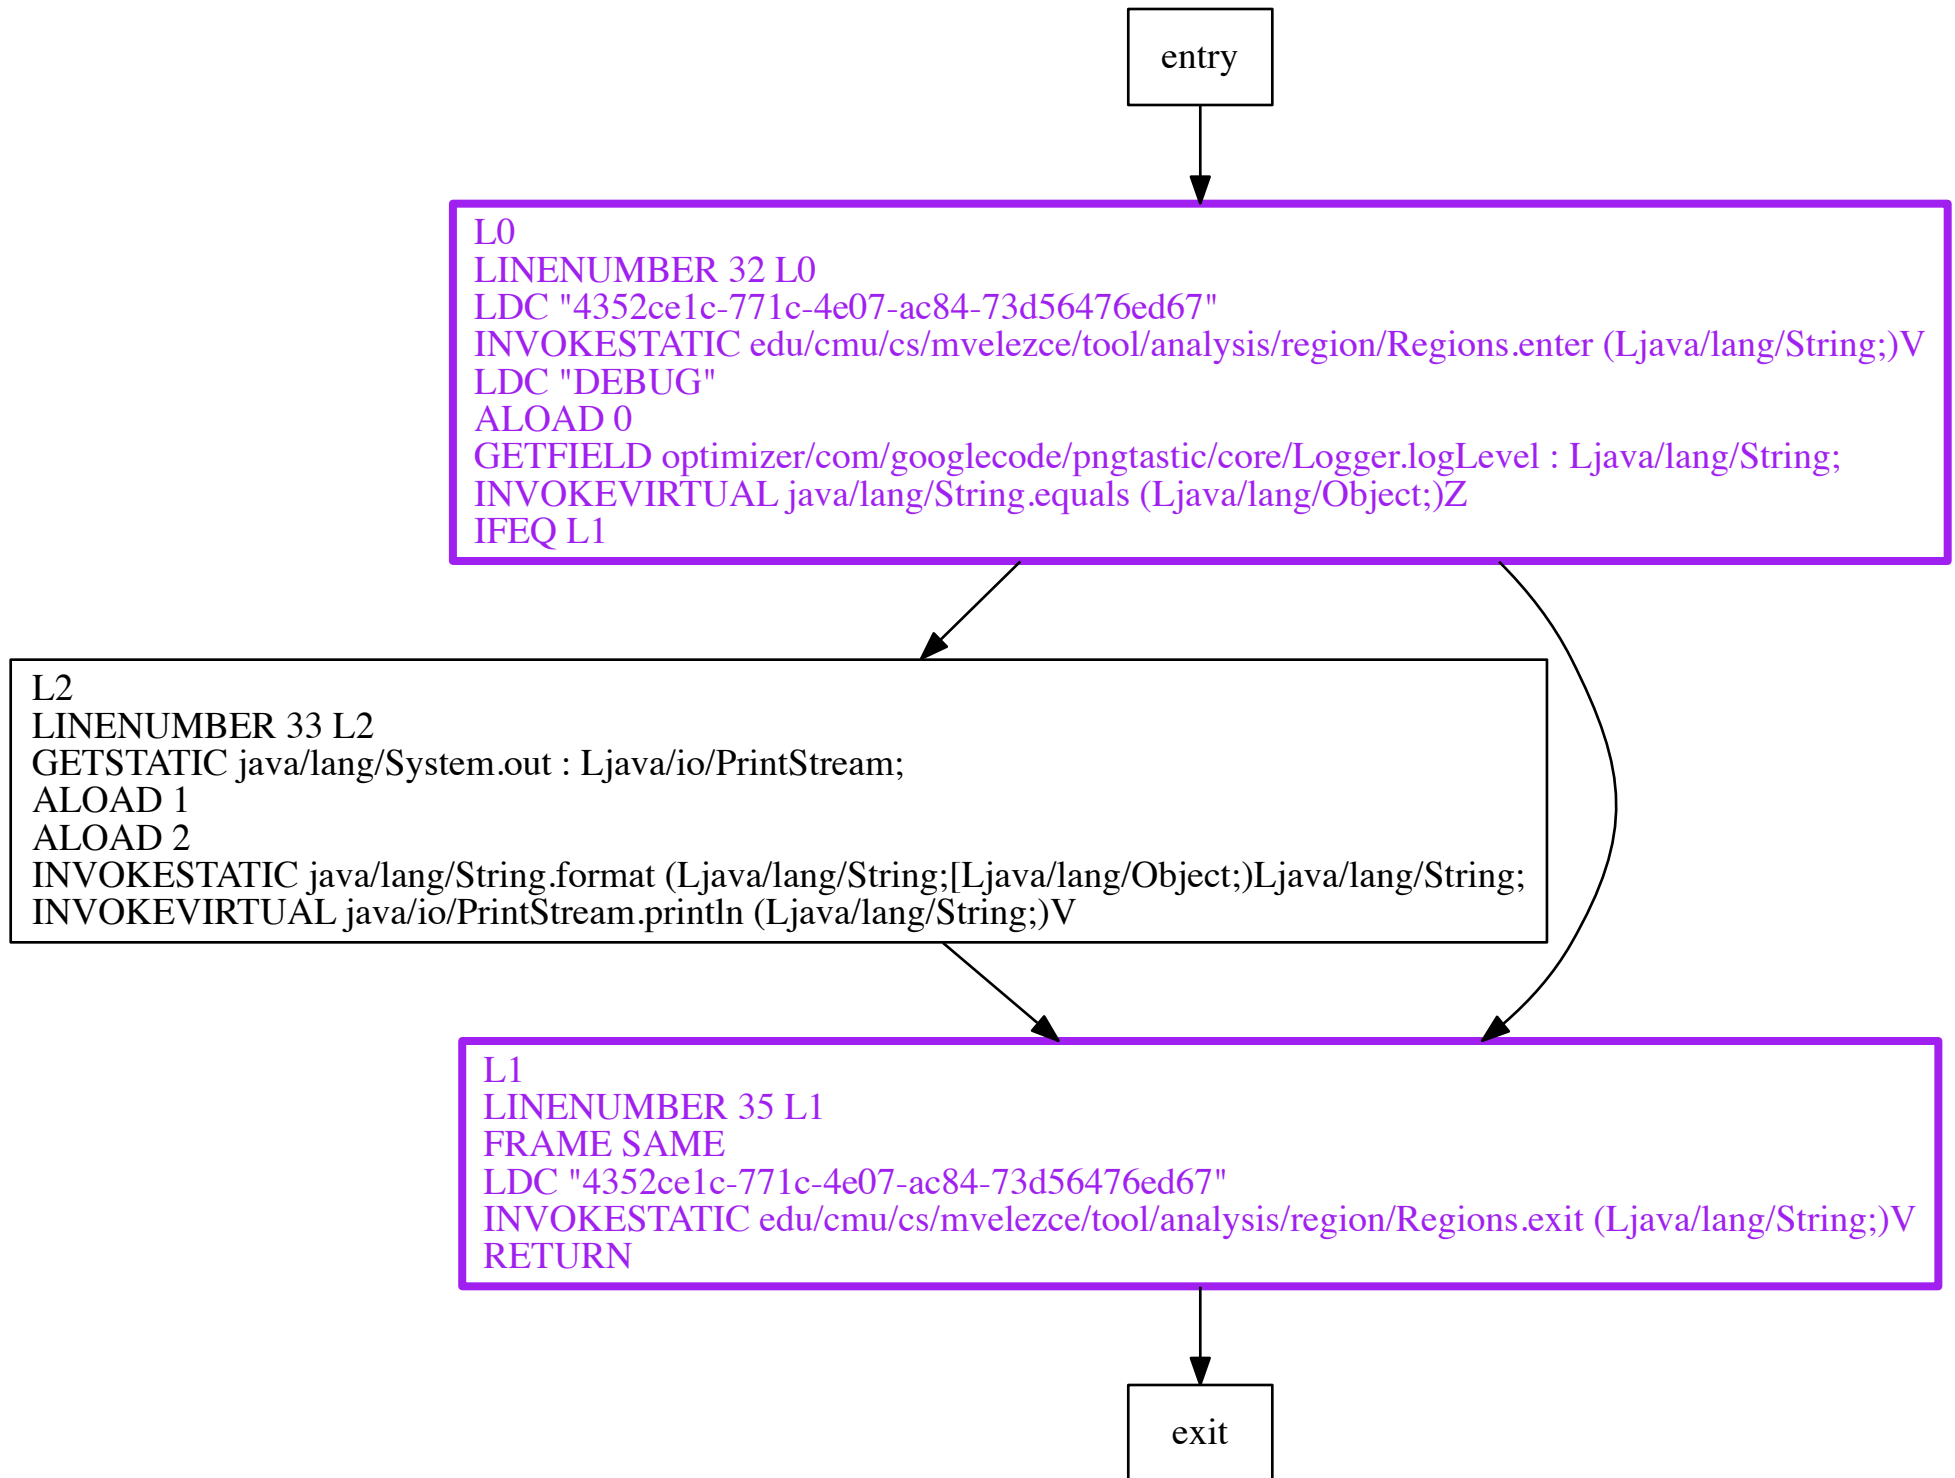 entry
L0
LINENUMBER 32 L0
LDC "4352ce1c-771c-4e07-ac84-73d56476ed67"
INVOKESTATIC edu/cmu/cs/mvelezce/tool/analysis/region/Regions.enter (Ljava/lang/String;)V
LDC "DEBUG"
ALOAD 0
GETFIELD optimizer/com/googlecode/pngtastic/core/Logger.logLevel : Ljava/lang/String;
INVOKEVIRTUAL java/lang/String.equals (Ljava/lang/Object;)Z
IFEQ L1
L2
LINENUMBER 33 L2
GETSTATIC java/lang/System.out : Ljava/io/PrintStream;
ALOAD 1
ALOAD 2
INVOKESTATIC java/lang/String.format (Ljava/lang/String;[Ljava/lang/Object;)Ljava/lang/String;
INVOKEVIRTUAL java/io/PrintStream.println (Ljava/lang/String;)V
L1
LINENUMBER 35 L1
FRAME SAME
LDC "4352ce1c-771c-4e07-ac84-73d56476ed67"
INVOKESTATIC edu/cmu/cs/mvelezce/tool/analysis/region/Regions.exit (Ljava/lang/String;)V
RETURN
exit